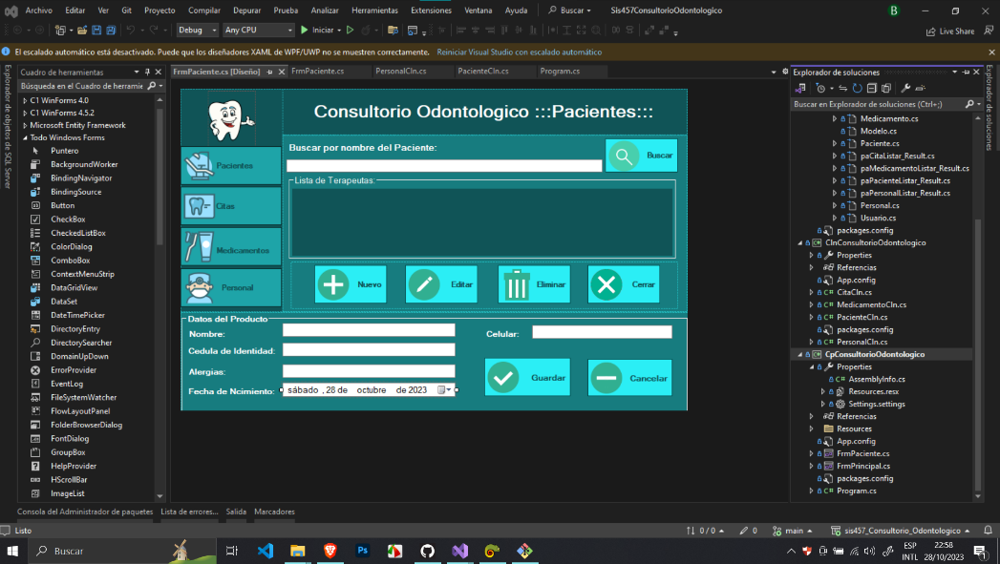 Archivo Editar Ver Git Proyecto Compilar Depurar Prueba Analizar Herramientas Extensiones Ventana Ayuda Buscar Sis457ConsultorioOdontologico B
Debug Any CPU Iniciar Live Share
El escalado automático está desactivado. Puede que los diseñadores XAML de WPF/UWP no se muestren correctamente. Reiniciar Visual Studio con escalado automático
Explorador de objetos de SQL Server
Cuadro de herramientas
Búsqueda en el Cuadro de herramie
C1 WinForms 4.0
C1 WinForms 4.5.2
Microsoft Entity Framework
Todo Windows Forms
Puntero
BackgroundWorker
BindingNavigator
BindingSource
Button
CheckBox
CheckedListBox
ColorDialog
ComboBox
ContextMenuStrip
DataGridView
DataSet
DateTimePicker
DirectoryEntry
DirectorySearcher
DomainUpDown
ErrorProvider
EventLog
FileSystemWatcher
FlowLayoutPanel
FolderBrowserDialog
FontDialog
GroupBox
HelpProvider
HScrollBar
ImageList
FrmPaciente.cs [Diseño] FrmPaciente.cs PersonalCln.cs PacienteCln.cs Program.cs
Consultorio Odontologico :::Pacientes:::
Buscar por nombre del Paciente:
Buscar
Lista de Terapeutas:
Pacientes
Citas
Medicamentos
Personal
Nuevo Editar Eliminar Cerrar
Datos del Producto
Nombre:
Celular:
Cedula de Identidad:
Alergias:
Fecha de Ncimiento:
sábado , 28 de octubre de 2023
Guardar Cancelar
Explorador de soluciones
Buscar en Explorador de soluciones (Ctrl+;)
Medicamento.cs
Modelo.cs
Paciente.cs
paCitaListar_Result.cs
paMedicamentoListar_Result.cs
paPacienteListar_Result.cs
paPersonalListar_Result.cs
Personal.cs
Usuario.cs
packages.config
ClnConsultorioOdontologico
Properties
Referencias
App.config
CitaCln.cs
MedicamentoCln.cs
PacienteCln.cs
packages.config
PersonalCln.cs
CpConsultorioOdontologico
Properties
AssemblyInfo.cs
Resources.resx
Settings.settings
Referencias
Resources
App.config
FrmPaciente.cs
FrmPrincipal.cs
packages.config
Program.cs
Explorador de soluciones
Consola del Administrador de paquetes Lista de errores... Salida Marcadores
Listo 0 / 0 0 main sis457_Consultorio_Odontologico
Buscar
Ps
ESP
INTL
22:58
28/10/2023
1